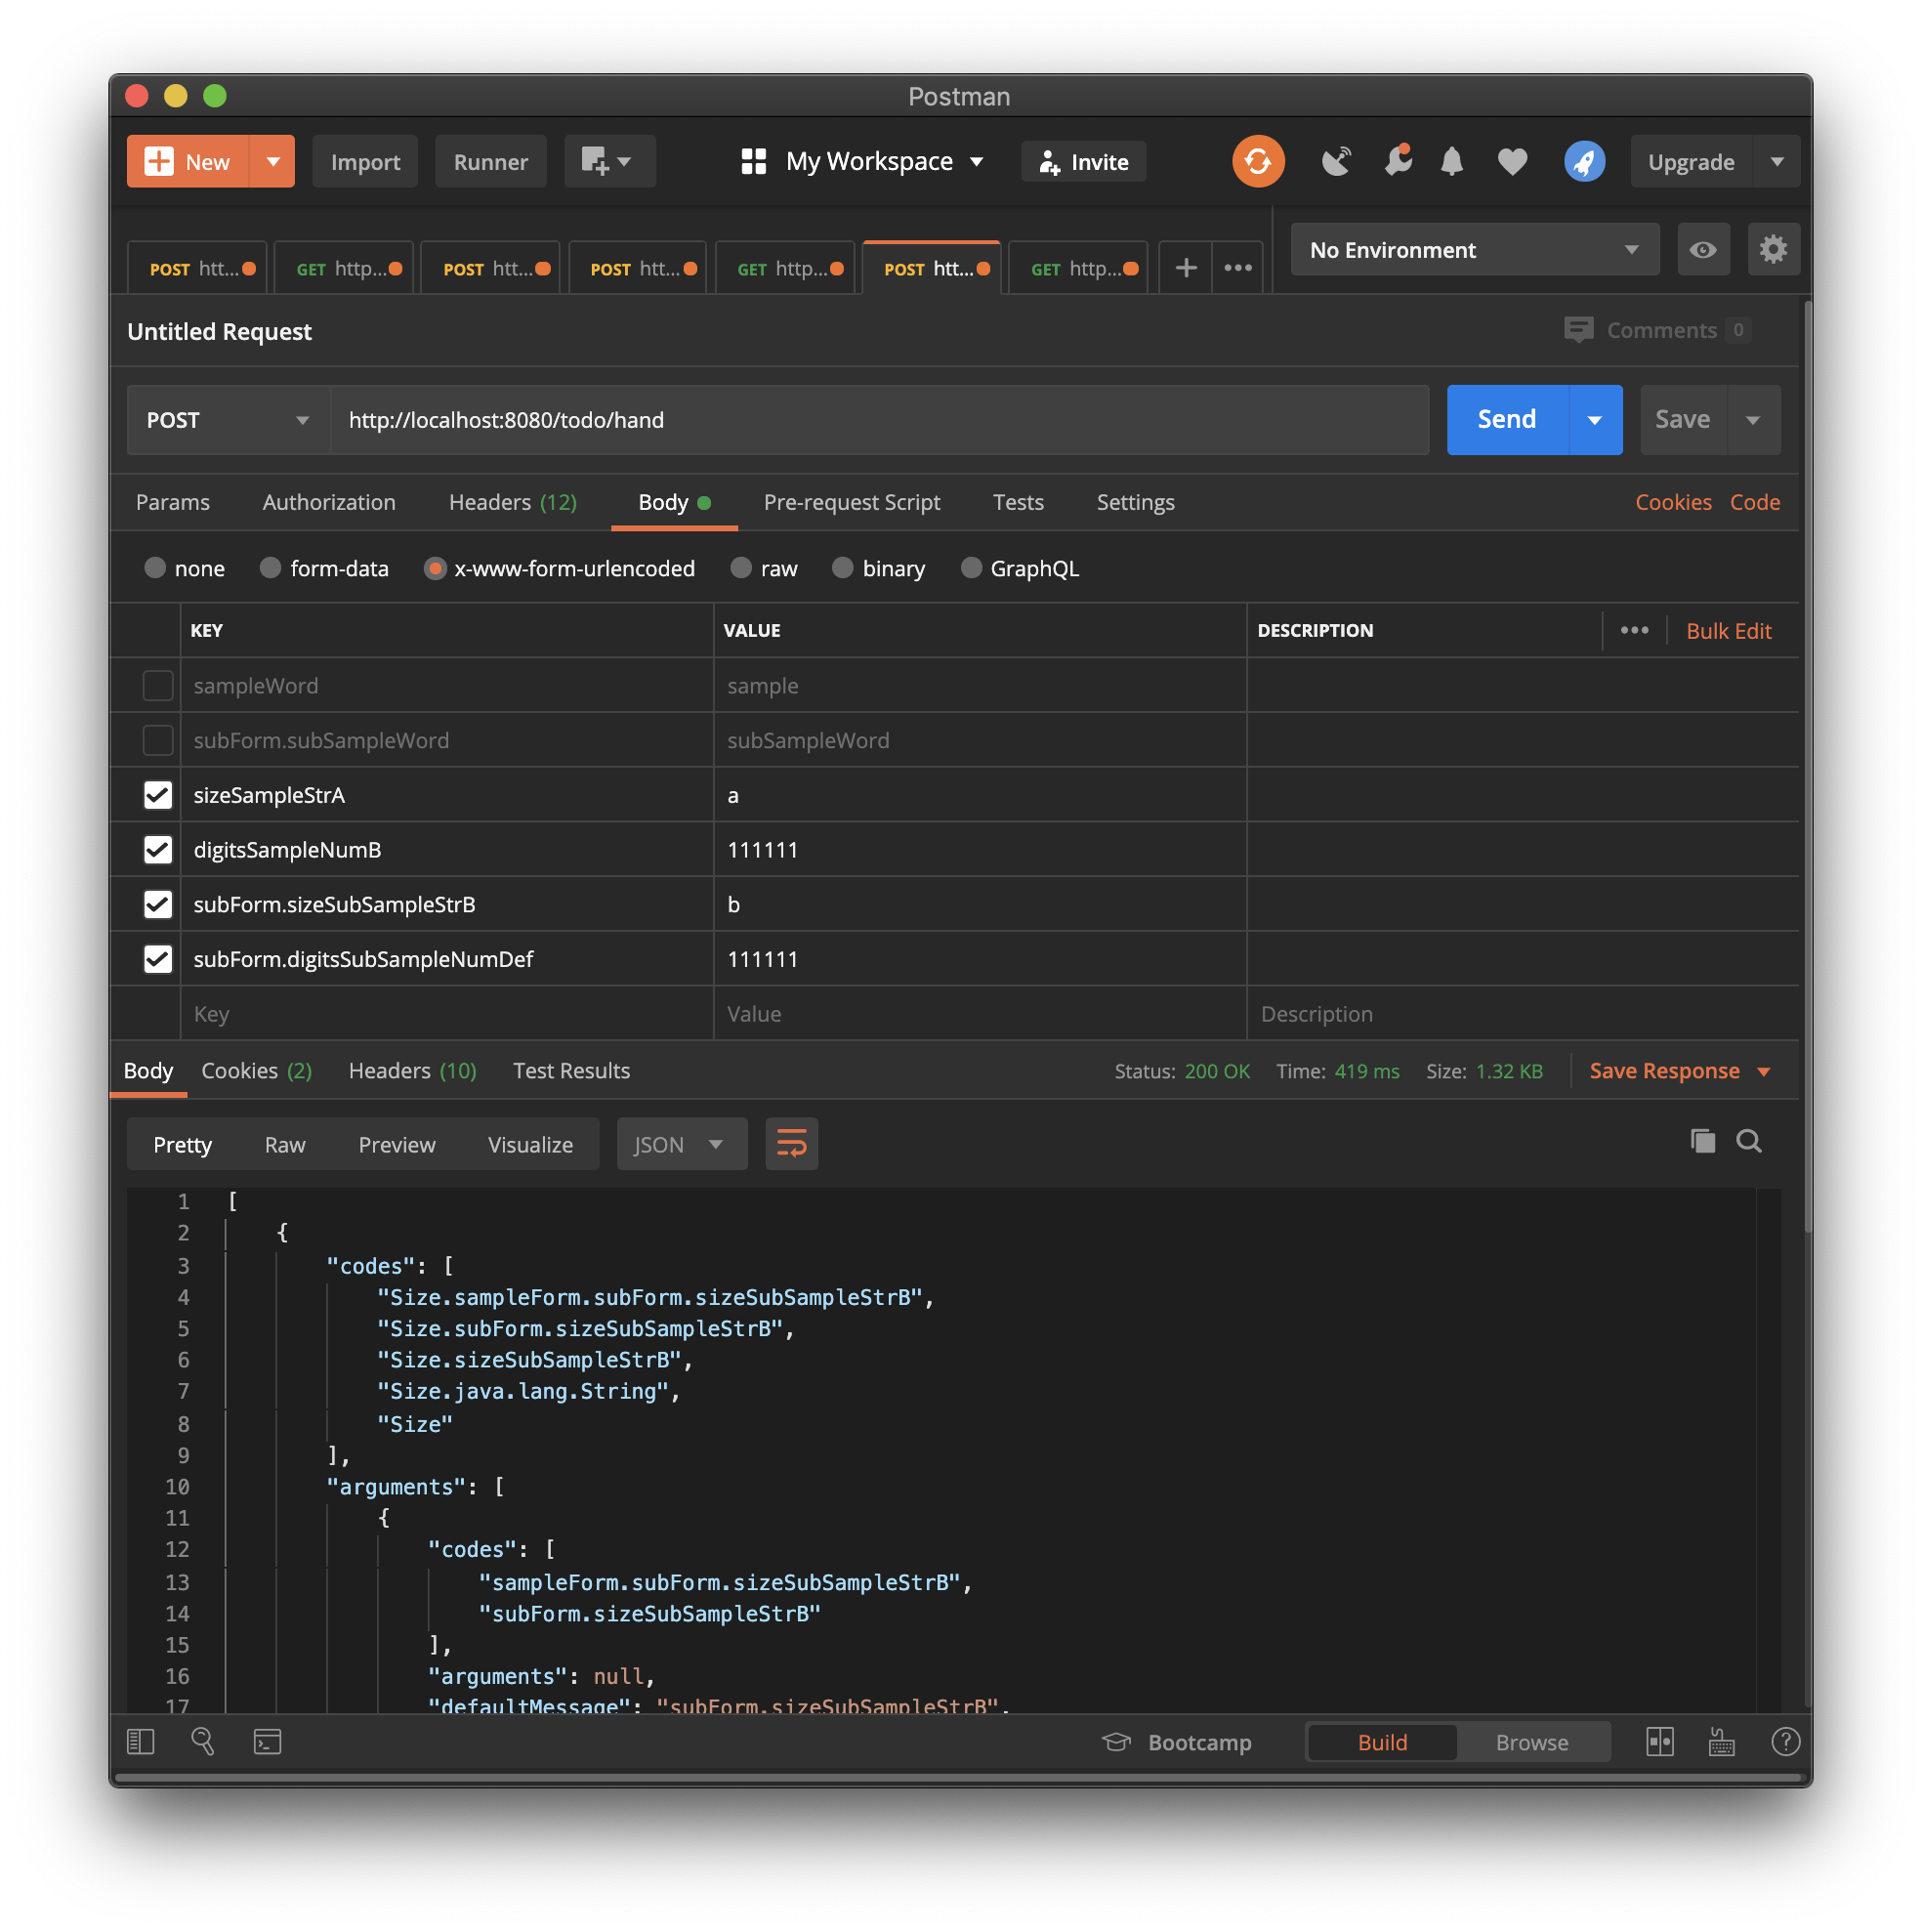 Postman
New Import Runner My Workspace Invite Upgrade
POST htt... GET http... POST htt... POST htt... GET http... POST htt... GET http... No Environment
Untitled Request Comments 0
POST http://localhost:8080/todo/hand Send Save
Params Authorization Headers (12) Body Pre-request Script Tests Settings Cookies Code
none form-data x-www-form-urlencoded raw binary GraphQL
KEY VALUE DESCRIPTION Bulk Edit
sampleWord sample
subForm.subSampleWord subSampleWord
sizeSampleStrA a
digitsSampleNumB 111111
subForm.sizeSubSampleStrB b
subForm.digitsSubSampleNumDef 111111
Key Value Description
Body Cookies (2) Headers (10) Test Results Status: 200 OK Time: 419 ms Size: 1.32 KB Save Response
Pretty Raw Preview Visualize JSON
1 [
2 {
3 "codes": [
4 "Size.sampleForm.subForm.sizeSubSampleStrB",
5 "Size.subForm.sizeSubSampleStrB",
6 "Size.sizeSubSampleStrB",
7 "Size.java.lang.String",
8 "Size"
9 ],
10 "arguments": [
11 {
12 "codes": [
13 "sampleForm.subForm.sizeSubSampleStrB",
14 "subForm.sizeSubSampleStrB"
15 ],
16 "arguments": null,
17 "defaultMessage": "subForm.sizeSubSampleStrB",
Bootcamp Build Browse